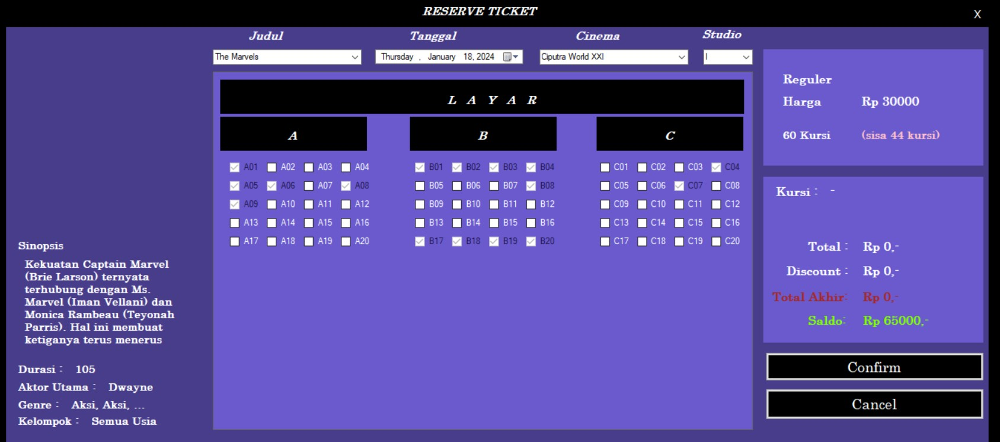 RESERVE TICKET
X
Judul Tanggal Cinema Studio
The Marvels Thursday , January 18, 2024 Ciputra World XXI I
L A Y A R
A B C
A01 A02 A03 A04 B01 B02 B03 B04 C01 C02 C03 C04
A05 A06 A07 A08 B05 B06 B07 B08 C05 C06 C07 C08
A09 A10 A11 A12 B09 B10 B11 B12 C09 C10 C11 C12
A13 A14 A15 A16 B13 B14 B15 B16 C13 C14 C15 C16
A17 A18 A19 A20 B17 B18 B19 B20 C17 C18 C19 C20
Sinopsis
Kekuatan Captain Marvel
(Brie Larson) ternyata
terhubung dengan Ms.
Marvel (Iman Vellani) dan
Monica Rambeau (Teyonah
Parris). Hal ini membuat
ketiganya terus menerus
Durasi : 105
Aktor Utama : Dwayne
Genre : Aksi, Aksi, ...
Kelompok : Semua Usia
Reguler
Harga Rp 30000
60 Kursi (sisa 44 kursi)
Kursi : -
Total : Rp 0,-
Discount : Rp 0,-
Total Akhir: Rp 0,-
Saldo: Rp 65000,-
Confirm
Cancel